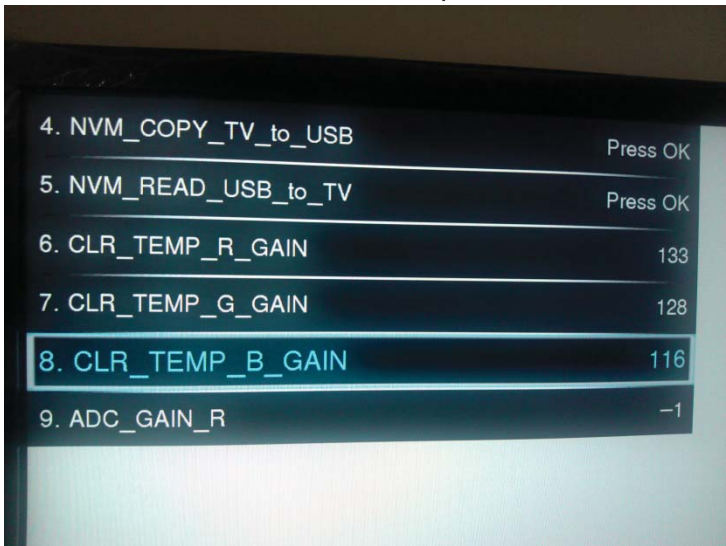 4. NVM_COPY_TV_to_USB Press OK
5. NVM_READ_USB_to_TV Press OK
6. CLR_TEMP_R_GAIN 133
7. CLR_TEMP_G_GAIN 128
8. CLR_TEMP_B_GAIN 116
9. ADC_GAIN_R −1